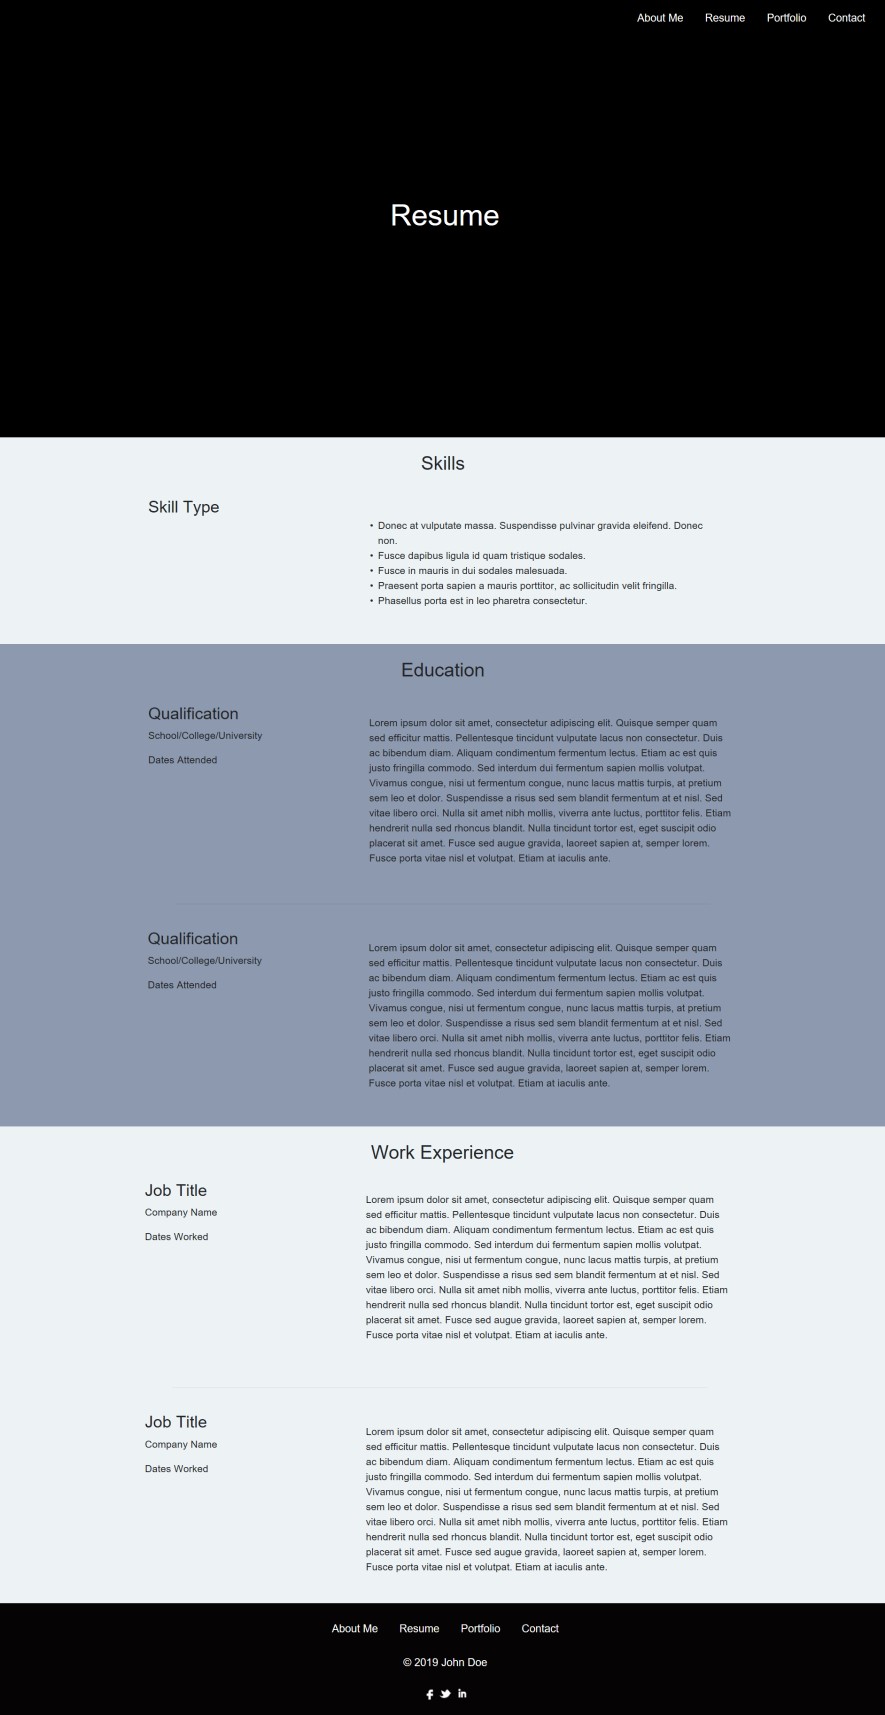 About Me Resume Portfolio Contact
Resume
Skills
Skill Type
• Donec at vulputate massa. Suspendisse pulvinar gravida eleifend. Donec
non.
• Fusce dapibus ligula id quam tristique sodales.
• Fusce in mauris in dui sodales malesuada.
• Praesent porta sapien a mauris porttitor, ac sollicitudin velit fringilla.
• Phasellus porta est in leo pharetra consectetur.
Education
Qualification
School/College/University
Dates Attended
Lorem ipsum dolor sit amet, consectetur adipiscing elit. Quisque semper quam
sed efficitur mattis. Pellentesque tincidunt vulputate lacus non consectetur. Duis
ac bibendum diam. Aliquam condimentum fermentum lectus. Etiam ac est quis
justo fringilla commodo. Sed interdum dui fermentum sapien mollis volutpat.
Vivamus congue, nisi ut fermentum congue, nunc lacus mattis turpis, at pretium
sem leo et dolor. Suspendisse a risus sed sem blandit fermentum at et nisl. Sed
vitae libero orci. Nulla sit amet nibh mollis, viverra ante luctus, porttitor felis. Etiam
hendrerit nulla sed rhoncus blandit. Nulla tincidunt tortor est, eget suscipit odio
placerat sit amet. Fusce sed augue gravida, laoreet sapien at, semper lorem.
Fusce porta vitae nisl et volutpat. Etiam at iaculis ante.
Qualification
School/College/University
Dates Attended
Lorem ipsum dolor sit amet, consectetur adipiscing elit. Quisque semper quam
sed efficitur mattis. Pellentesque tincidunt vulputate lacus non consectetur. Duis
ac bibendum diam. Aliquam condimentum fermentum lectus. Etiam ac est quis
justo fringilla commodo. Sed interdum dui fermentum sapien mollis volutpat.
Vivamus congue, nisi ut fermentum congue, nunc lacus mattis turpis, at pretium
sem leo et dolor. Suspendisse a risus sed sem blandit fermentum at et nisl. Sed
vitae libero orci. Nulla sit amet nibh mollis, viverra ante luctus, porttitor felis. Etiam
hendrerit nulla sed rhoncus blandit. Nulla tincidunt tortor est, eget suscipit odio
placerat sit amet. Fusce sed augue gravida, laoreet sapien at, semper lorem.
Fusce porta vitae nisl et volutpat. Etiam at iaculis ante.
Work Experience
Job Title
Company Name
Dates Worked
Lorem ipsum dolor sit amet, consectetur adipiscing elit. Quisque semper quam
sed efficitur mattis. Pellentesque tincidunt vulputate lacus non consectetur. Duis
ac bibendum diam. Aliquam condimentum fermentum lectus. Etiam ac est quis
justo fringilla commodo. Sed interdum dui fermentum sapien mollis volutpat.
Vivamus congue, nisi ut fermentum congue, nunc lacus mattis turpis, at pretium
sem leo et dolor. Suspendisse a risus sed sem blandit fermentum at et nisl. Sed
vitae libero orci. Nulla sit amet nibh mollis, viverra ante luctus, porttitor felis. Etiam
hendrerit nulla sed rhoncus blandit. Nulla tincidunt tortor est, eget suscipit odio
placerat sit amet. Fusce sed augue gravida, laoreet sapien at, semper lorem.
Fusce porta vitae nisl et volutpat. Etiam at iaculis ante.
Job Title
Company Name
Dates Worked
Lorem ipsum dolor sit amet, consectetur adipiscing elit. Quisque semper quam
sed efficitur mattis. Pellentesque tincidunt vulputate lacus non consectetur. Duis
ac bibendum diam. Aliquam condimentum fermentum lectus. Etiam ac est quis
justo fringilla commodo. Sed interdum dui fermentum sapien mollis volutpat.
Vivamus congue, nisi ut fermentum congue, nunc lacus mattis turpis, at pretium
sem leo et dolor. Suspendisse a risus sed sem blandit fermentum at et nisl. Sed
vitae libero orci. Nulla sit amet nibh mollis, viverra ante luctus, porttitor felis. Etiam
hendrerit nulla sed rhoncus blandit. Nulla tincidunt tortor est, eget suscipit odio
placerat sit amet. Fusce sed augue gravida, laoreet sapien at, semper lorem.
Fusce porta vitae nisl et volutpat. Etiam at iaculis ante.
About Me Resume Portfolio Contact
© 2019 John Doe